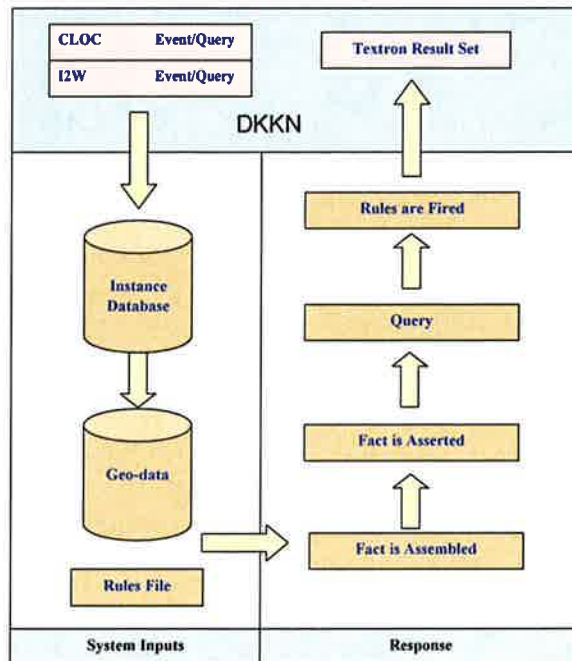 CLOC Event/Query
I2W Event/Query
Textron Result Set
DKKN
Instance
Database
Geo-data
Rules File
Rules are Fired
Query
Fact is Asserted
Fact is Assembled
System Inputs
Response